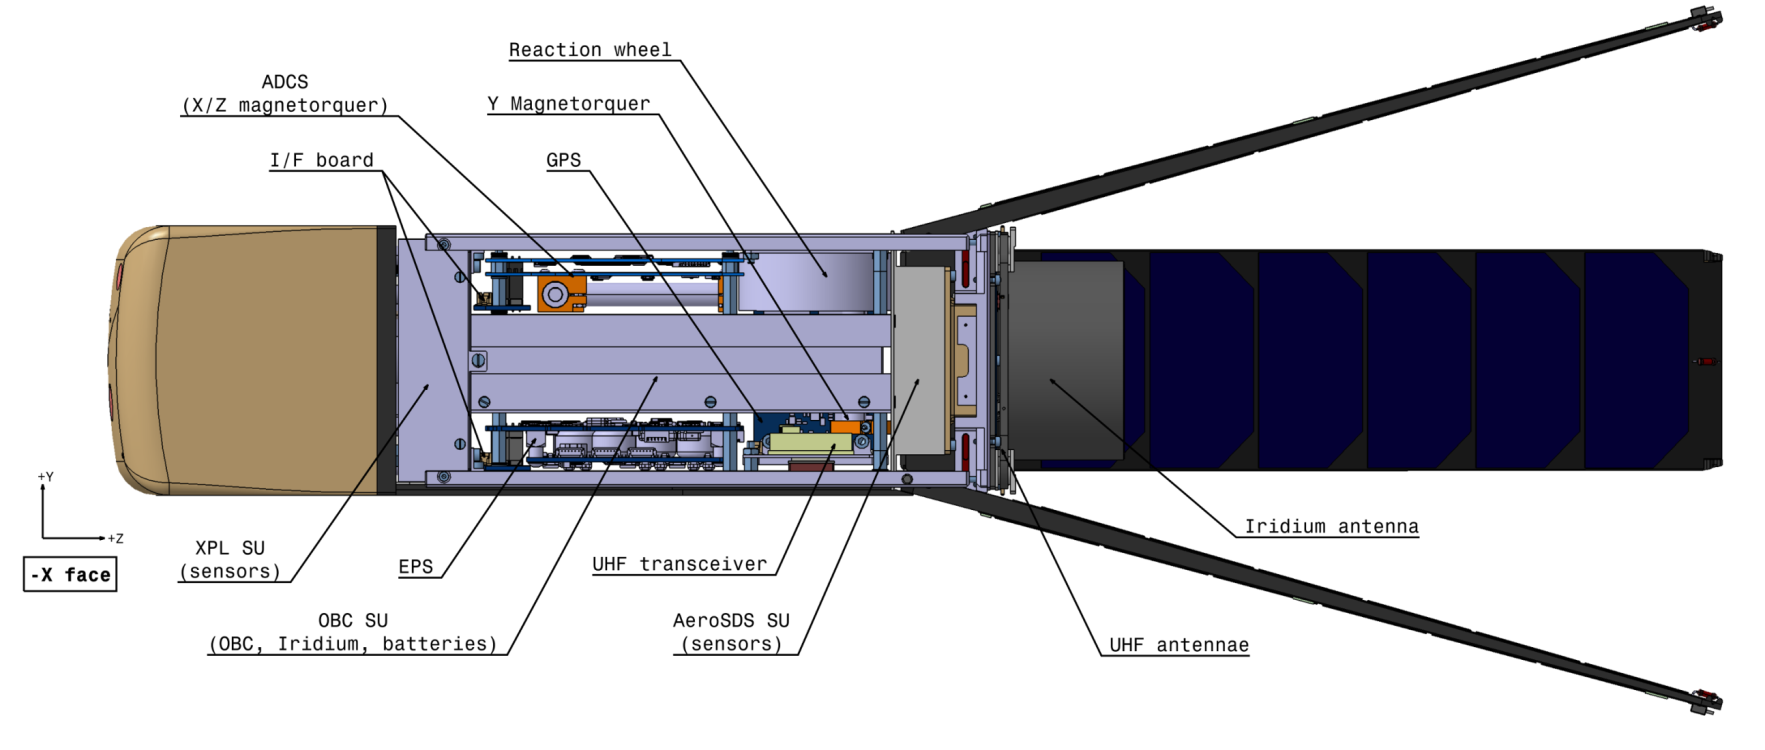 Reaction wheel
ADCS
(X/Z magnetorquer)
Y Magnetorquer
I/F board
GPS
+Y
+Z
-X face
XPL SU
(sensors)
EPS
OBC SU
(OBC, Iridium, batteries)
UHF transceiver
AeroSDS SU
(sensors)
Iridium antenna
UHF antennae